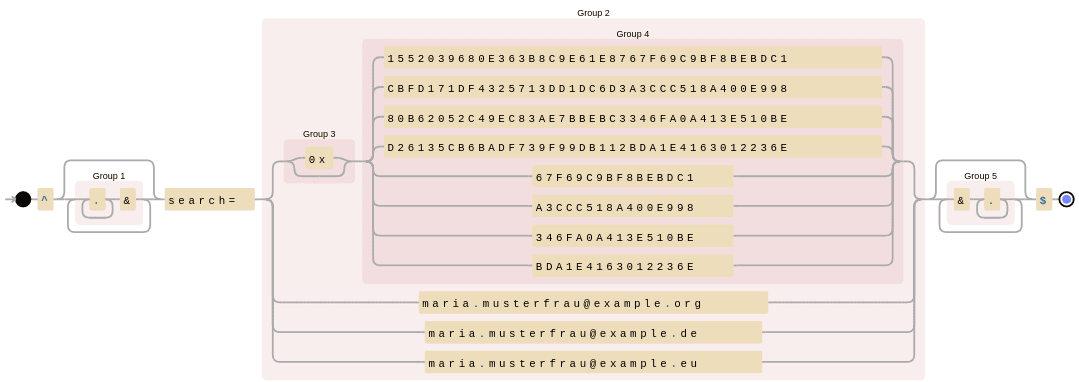 Group 2
Group 4
1552039680E363B8C9E61E8767F69C9BF8BEBDC1
CBFD171DF4325713DD1DC6D3A3CCC518A400E998
80B62052C49EC83AE7BBEBC3346FA0A413E510BE
Group 3
D26135CB6BADF739F99DB112BDA1E4163012236E
0x
Group 1
67F69C9BF8BEBDC1
Group 5
^
.
&
search=
A3CCC518A400E998
&
.
$
346FA0A413E510BE
BDA1E4163012236E
maria.musterfrau@example.org
maria.musterfrau@example.de
maria.musterfrau@example.eu